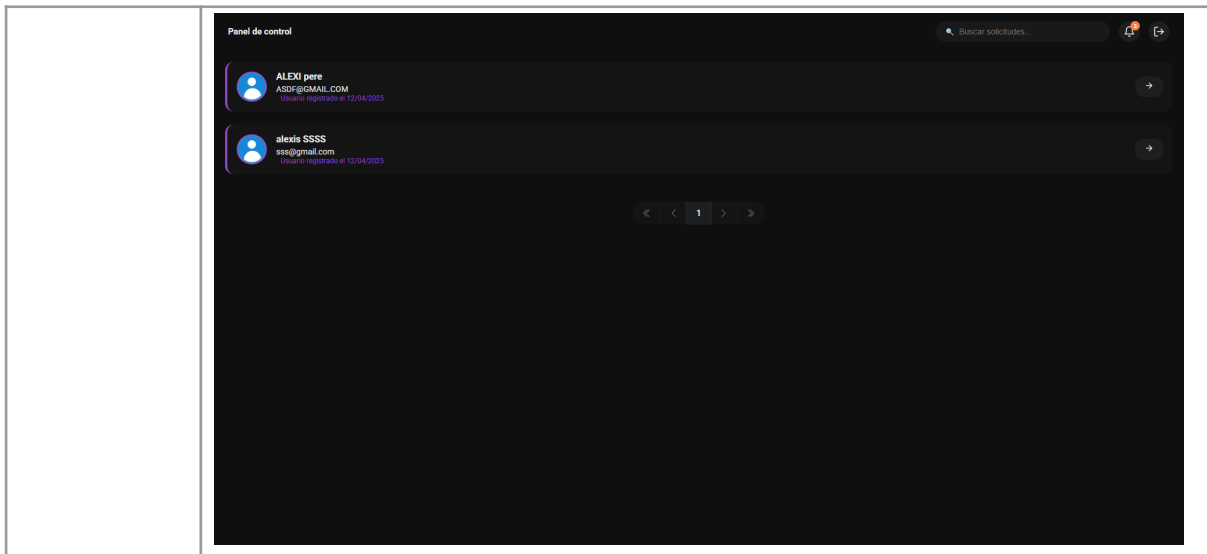 Panel de control
Buscar solicitudes...
3
ALEXI pere
ASDF@GMAIL.COM
Usuario registrado el 12/04/2025
alexis SSSS
sss@gmail.com
Usuario registrado el 12/04/2025
1